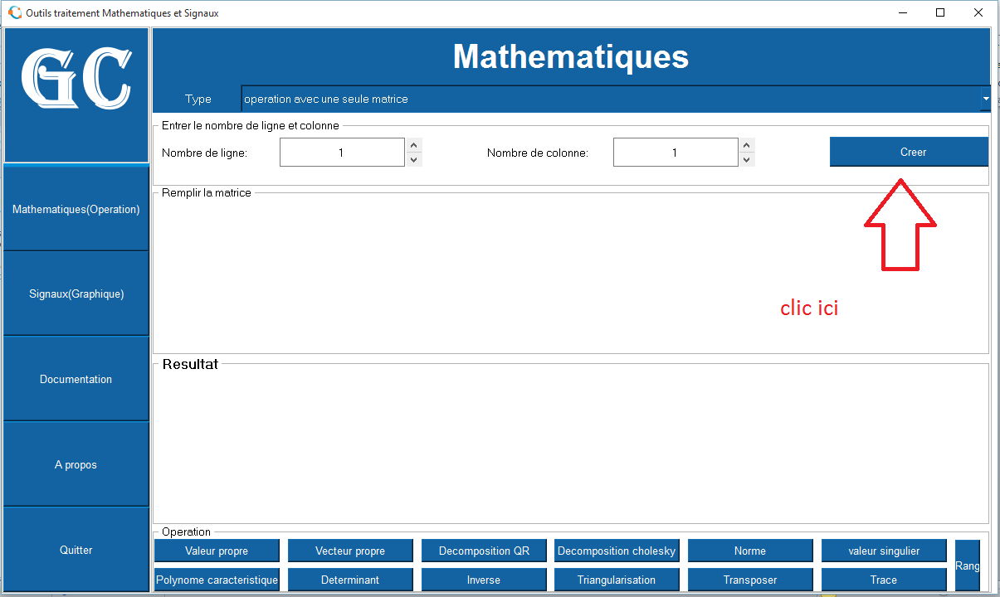 Outils traitement Mathematiques et Signaux
GC
Mathematiques
Type
operation avec une seule matrice
Entrer le nombre de ligne et colonne
Nombre de ligne:
1
Nombre de colonne:
1
Creer
Remplir la matrice
clic ici
Mathematiques(Operation)
Signaux(Graphique)
Documentation
A propos
Quitter
Resultat
Operation
Valeur propre
Vecteur propre
Decomposition QR
Decomposition cholesky
Norme
valeur singulier
Rang
Polynome caracteristique
Determinant
Inverse
Triangularisation
Transposer
Trace